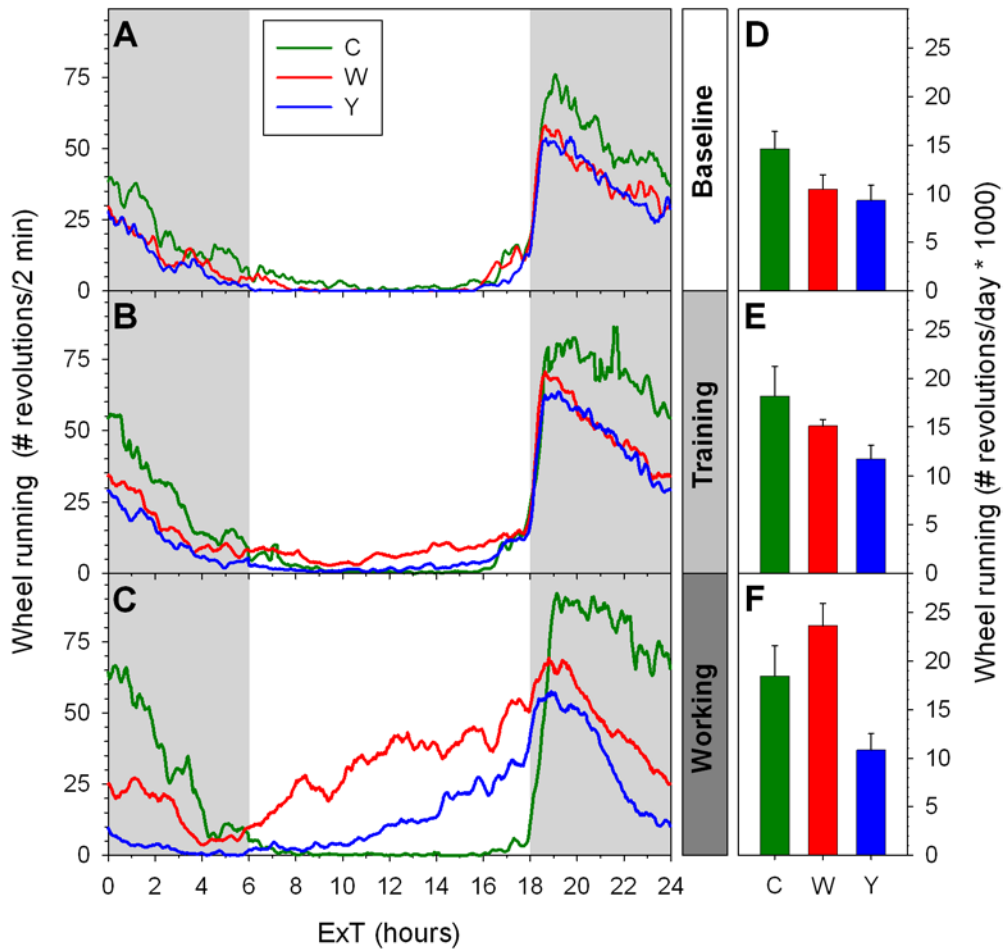 A
C
W
Y
75
50
25
0
B
75
50
25
0
C
75
50
25
0
0 2 4 6 8 10 12 14 16 18 20 22 24
ExT (hours)
Wheel running (# revolutions/2 min)
Baseline
Training
Working
D
25
20
15
10
5
0
E
25
20
15
10
5
0
F
25
20
15
10
5
0
C W Y
Wheel running (# revolutions/day * 1000)